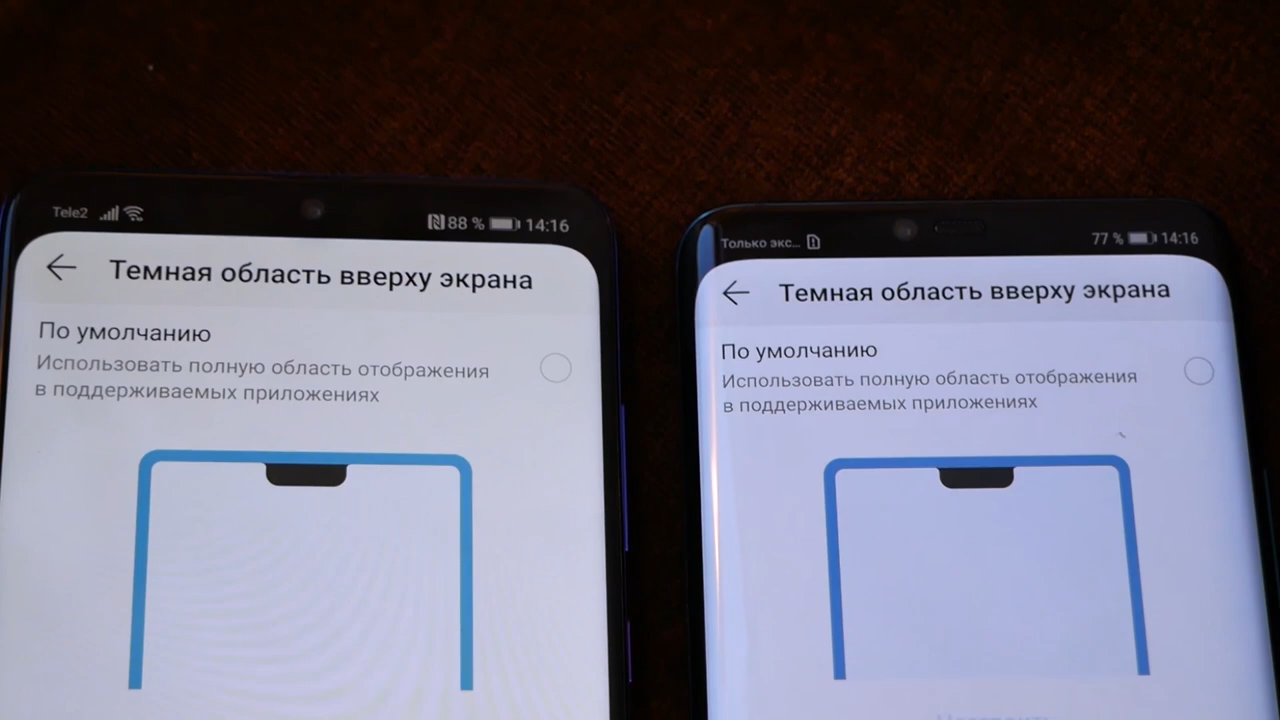 Tele2 88 % 14:16
Темная область вверху экрана
По умолчанию
Использовать полную область отображения
в поддерживаемых приложениях
Только экс... 77 % 14:16
Темная область вверху экрана
По умолчанию
Использовать полную область отображения
в поддерживаемых приложениях